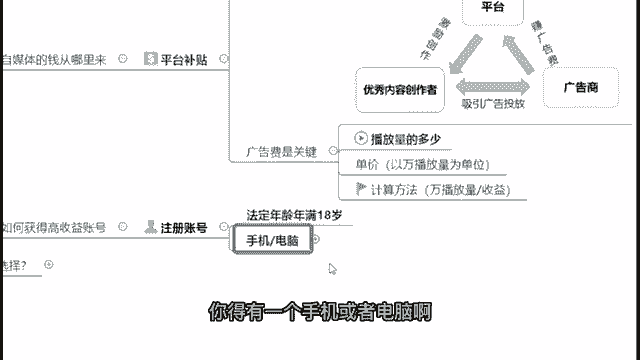 平台
激励创作
赚广告费
优秀内容创作者
广告商
吸引广告投放
自媒体的钱从哪里来
平台补贴
广告费是关键
播放量的多少
单价（以万播放量为单位）
计算方法（万播放量/收益）
如何获得高收益账号
注册账号
法定年龄年满18岁
手机/电脑
选择？
你得有一个手机或者电脑啊